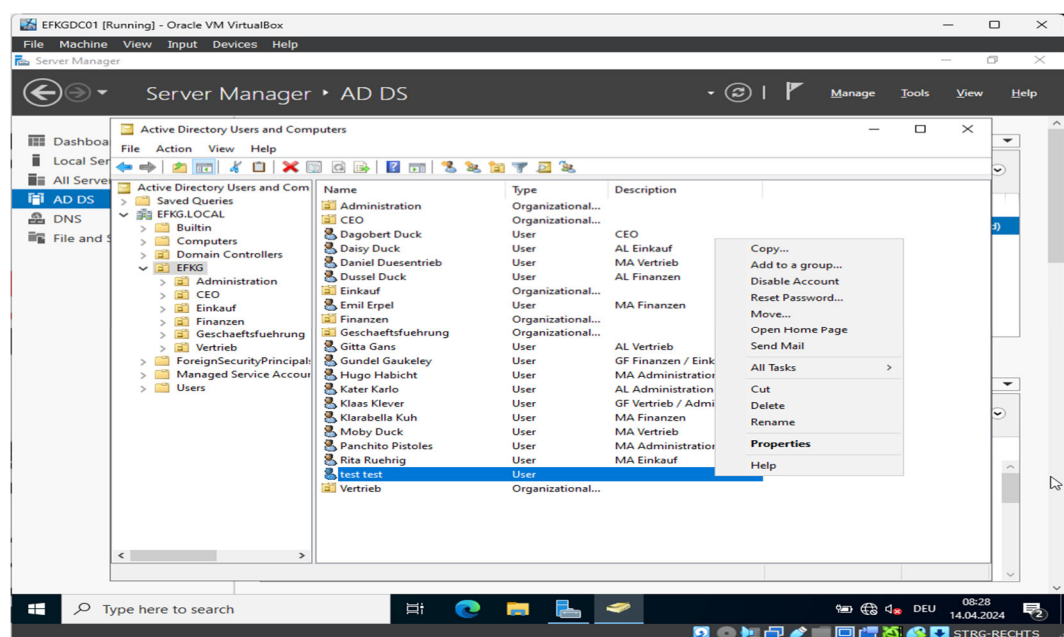 EFKGDC01 [Running] - Oracle VM VirtualBox
File Machine View Input Devices Help
Server Manager
Server Manager • AD DS
Manage Tools View Help
Dashboa
Local Ser
All Server
AD DS
DNS
File and S
Active Directory Users and Computers
File Action View Help
Active Directory Users and Com
Saved Queries
EFKG.LOCAL
Builtin
Computers
Domain Controllers
EFKG
Administration
CEO
Einkauf
Finanzen
Geschaeftsfuehrung
Vertrieb
ForeignSecurityPrincipals
Managed Service Accour
Users
Name Type Description
Administration Organizational...
CEO Organizational...
Dagobert Duck User CEO
Daisy Duck User AL Einkauf
Daniel Duesentrieb User MA Vertrieb
Dussel Duck User AL Finanzen
Einkauf Organizational...
Emil Erpel User MA Finanzen
Finanzen Organizational...
Geschaeftsfuehrung Organizational...
Gitta Gans User AL Vertrieb
Gundel Gaukeley User GF Finanzen / Eink
Hugo Habicht User MA Administration
Kater Karlo User AL Administration
Klaas Klever User GF Vertrieb / Admi
Klarabella Kuh User MA Finanzen
Moby Duck User MA Vertrieb
Panchito Pistoles User MA Administration
Rita Ruehrig User MA Einkauf
test test User
Vertrieb Organizational...
Copy...
Add to a group...
Disable Account
Reset Password...
Move...
Open Home Page
Send Mail
All Tasks
Cut
Delete
Rename
Properties
Help
Type here to search
DEU
08:28
14.04.2024
2
STRG-RECHTS